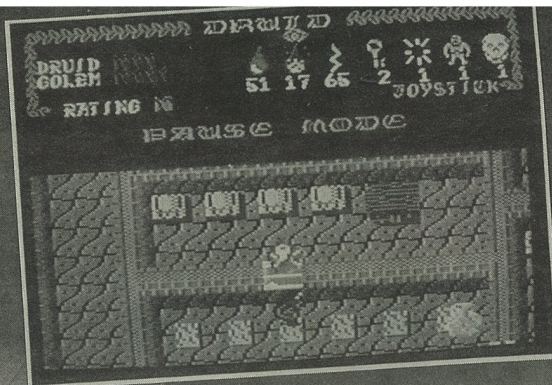 DRUID
DRUID
GOLEM
51 17 65 2 1 1 1
JOYSTICK
RATING
PAUSE MODE